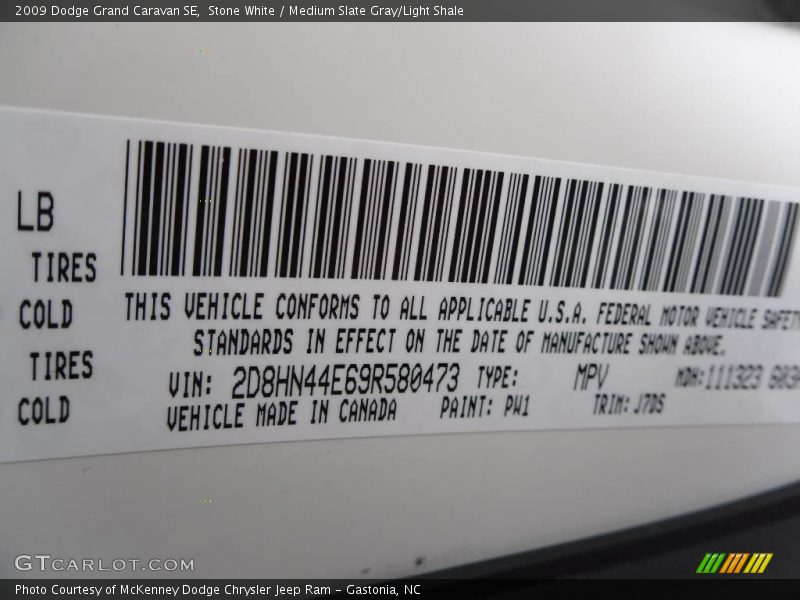 2009 Dodge Grand Caravan SE,  Stone White / Medium Slate Gray/Light Shale
LB
TIRES
COLD
TIRES
COLD
THIS VEHICLE CONFORMS TO ALL APPLICABLE U.S.A. FEDERAL MOTOR VEHICLE SAFETY
STANDARDS IN EFFECT ON THE DATE OF MANUFACTURE SHOWN ABOVE.
VIN: 2D8HN44E69R580473 TYPE: MPV MDH: 111323
VEHICLE MADE IN CANADA PAINT: PW1 TRIM: J7DS
GTCARLOT.COM
Photo Courtesy of McKenney Dodge Chrysler Jeep Ram - Gastonia, NC